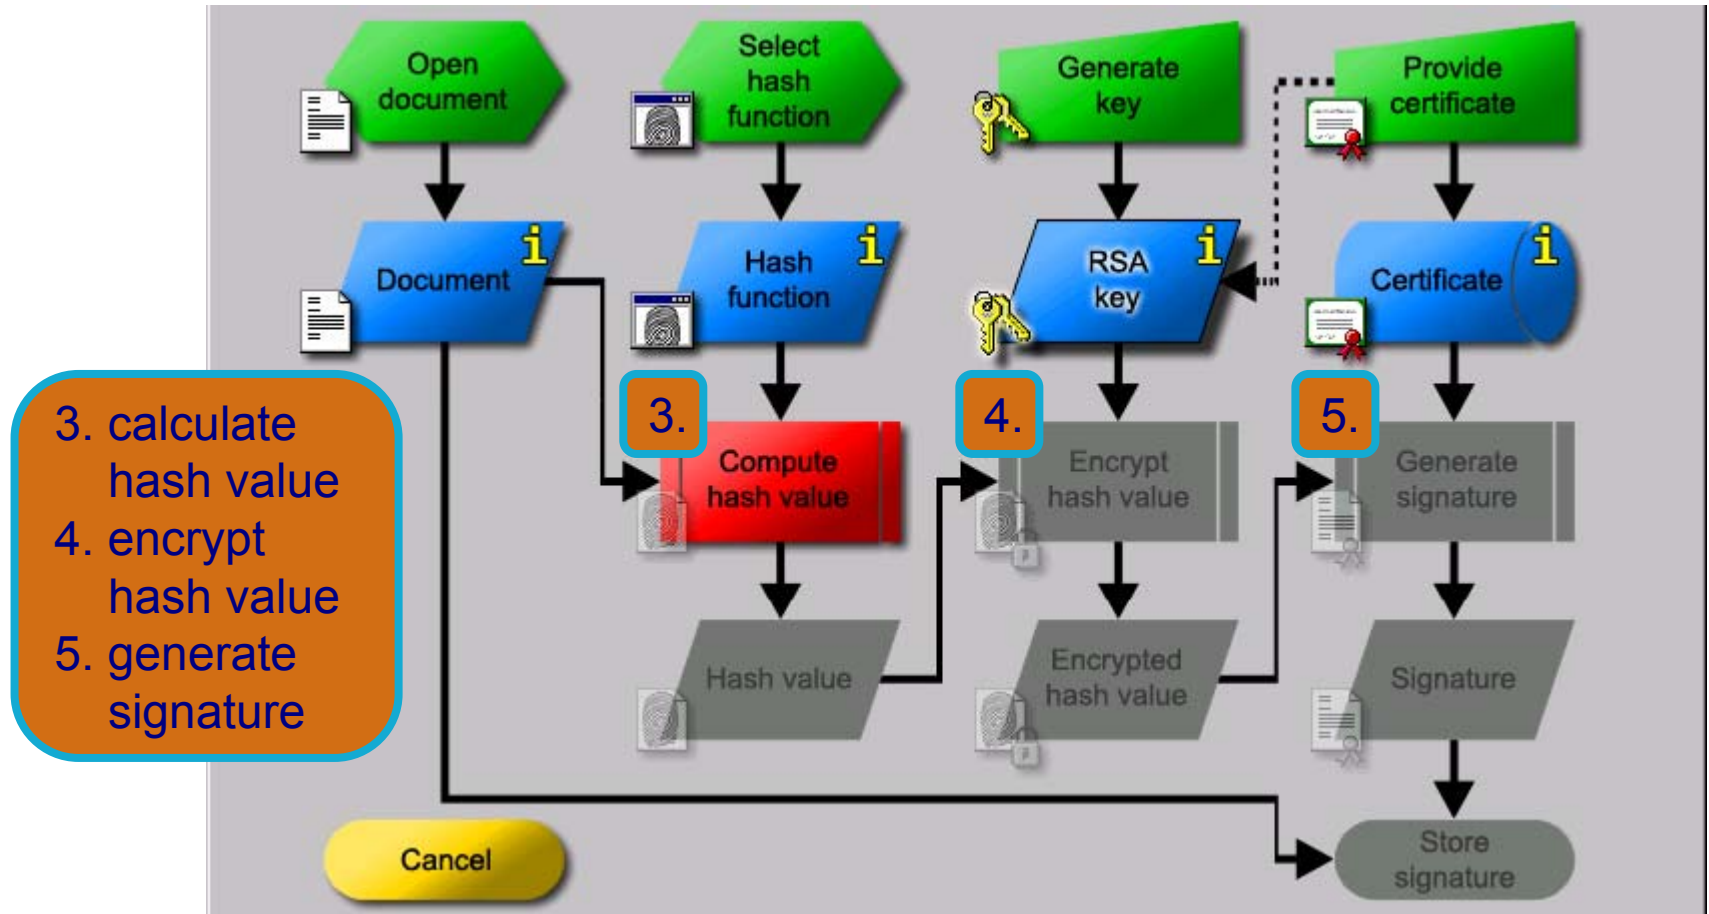 Open
document
Select
hash
function
Generate
key
Provide
certificate
Document
i
Hash
function
i
RSA
key
i
Certificate
i
3. calculate
hash value
4. encrypt
hash value
5. generate
signature
3.
4.
5.
Compute
hash value
Encrypt
hash value
Generate
signature
Hash value
Encrypted
hash value
Signature
Cancel
Store
signature